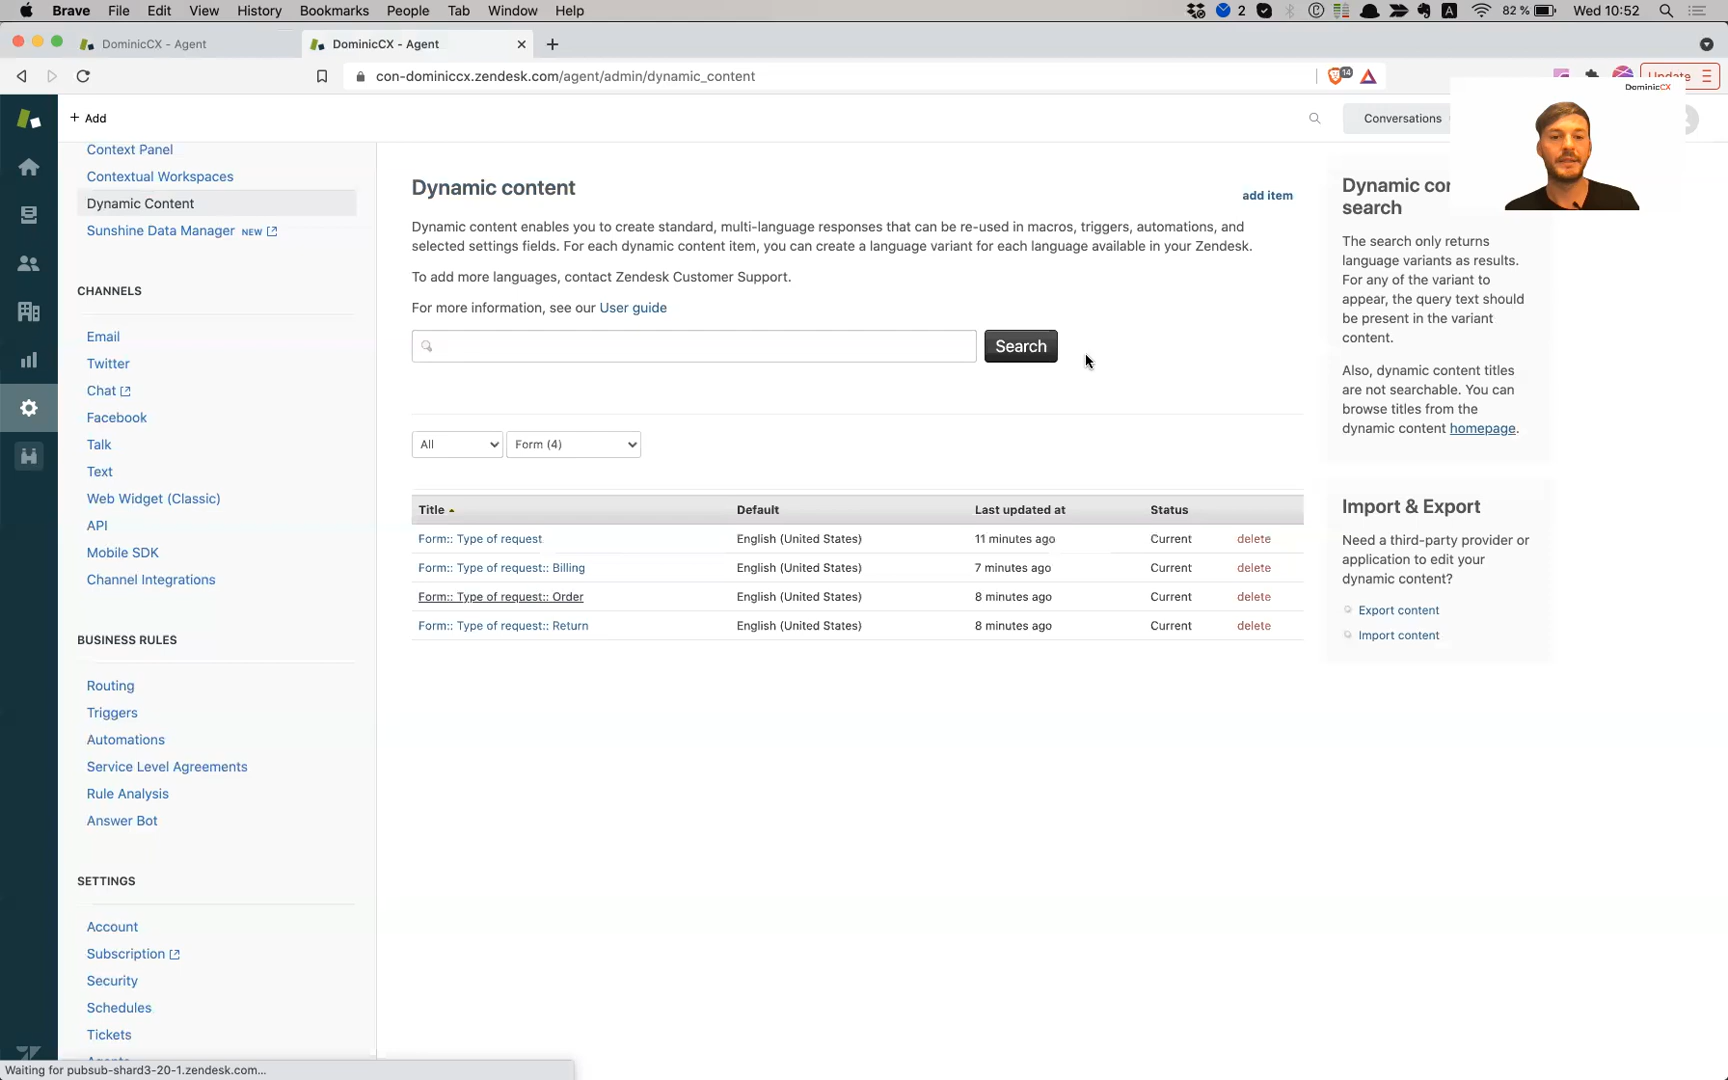 Brave File Edit View History Bookmarks People Tab Window Help
2 82 % Wed 10:52
DominicCX - Agent
DominicCX - Agent
con-dominiccx.zendesk.com/agent/admin/dynamic_content
14
Update
DominicCX
+ Add
Conversations
Context Panel
Contextual Workspaces
Dynamic Content
Sunshine Data Manager NEW
CHANNELS
Email
Twitter
Chat
Facebook
Talk
Text
Web Widget (Classic)
API
Mobile SDK
Channel Integrations
BUSINESS RULES
Routing
Triggers
Automations
Service Level Agreements
Rule Analysis
Answer Bot
SETTINGS
Account
Subscription
Security
Schedules
Tickets
Dynamic content
add item
Dynamic content enables you to create standard, multi-language responses that can be re-used in macros, triggers, automations, and
selected settings fields. For each dynamic content item, you can create a language variant for each language available in your Zendesk.
To add more languages, contact Zendesk Customer Support.
For more information, see our User guide
Search
All Form (4)
Title Default Last updated at Status
Form:: Type of request English (United States) 11 minutes ago Current delete
Form:: Type of request:: Billing English (United States) 7 minutes ago Current delete
Form:: Type of request:: Order English (United States) 8 minutes ago Current delete
Form:: Type of request:: Return English (United States) 8 minutes ago Current delete
Dynamic
search
The search only returns
language variants as results.
For any of the variant to
appear, the query text should
be present in the variant
content.
Also, dynamic content titles
are not searchable. You can
browse titles from the
dynamic content homepage.
Import & Export
Need a third-party provider or
application to edit your
dynamic content?
Export content
Import content
Waiting for pubsub-shard3-20-1.zendesk.com...